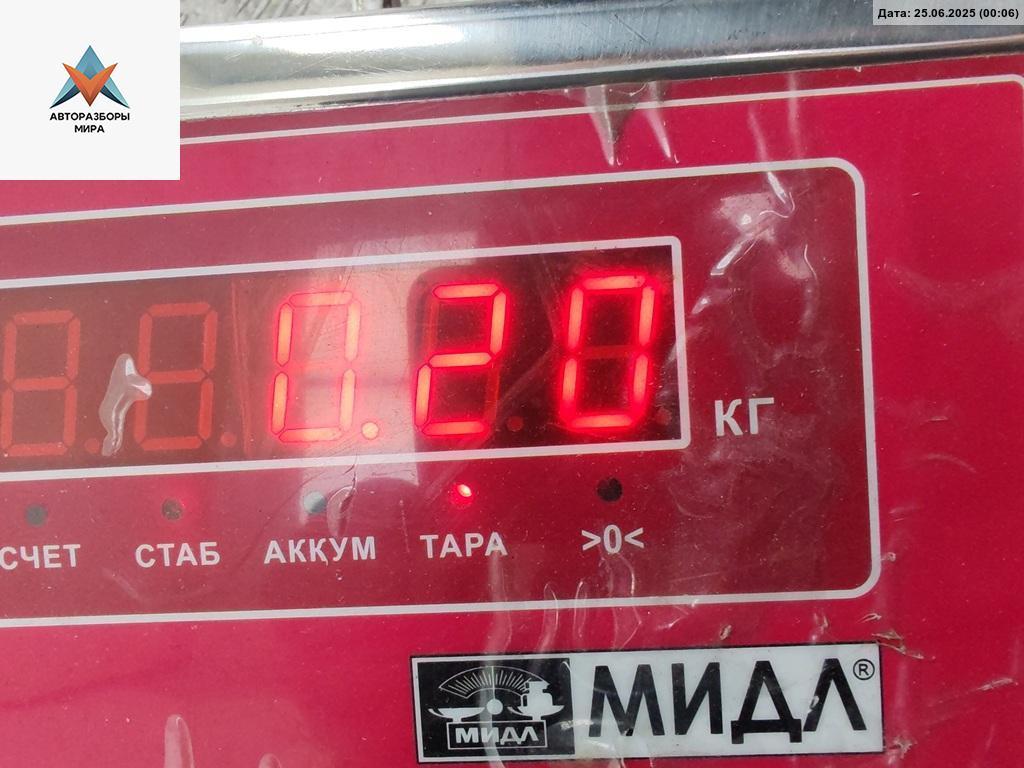 Дата: 25.06.2025 (00:06)
АВТОРАЗБОРЫ
МИРА
0.20
КГ
СЧЕТ СТАБ АККУМ ТАРА >0<
МИДЛ МИДЛ®